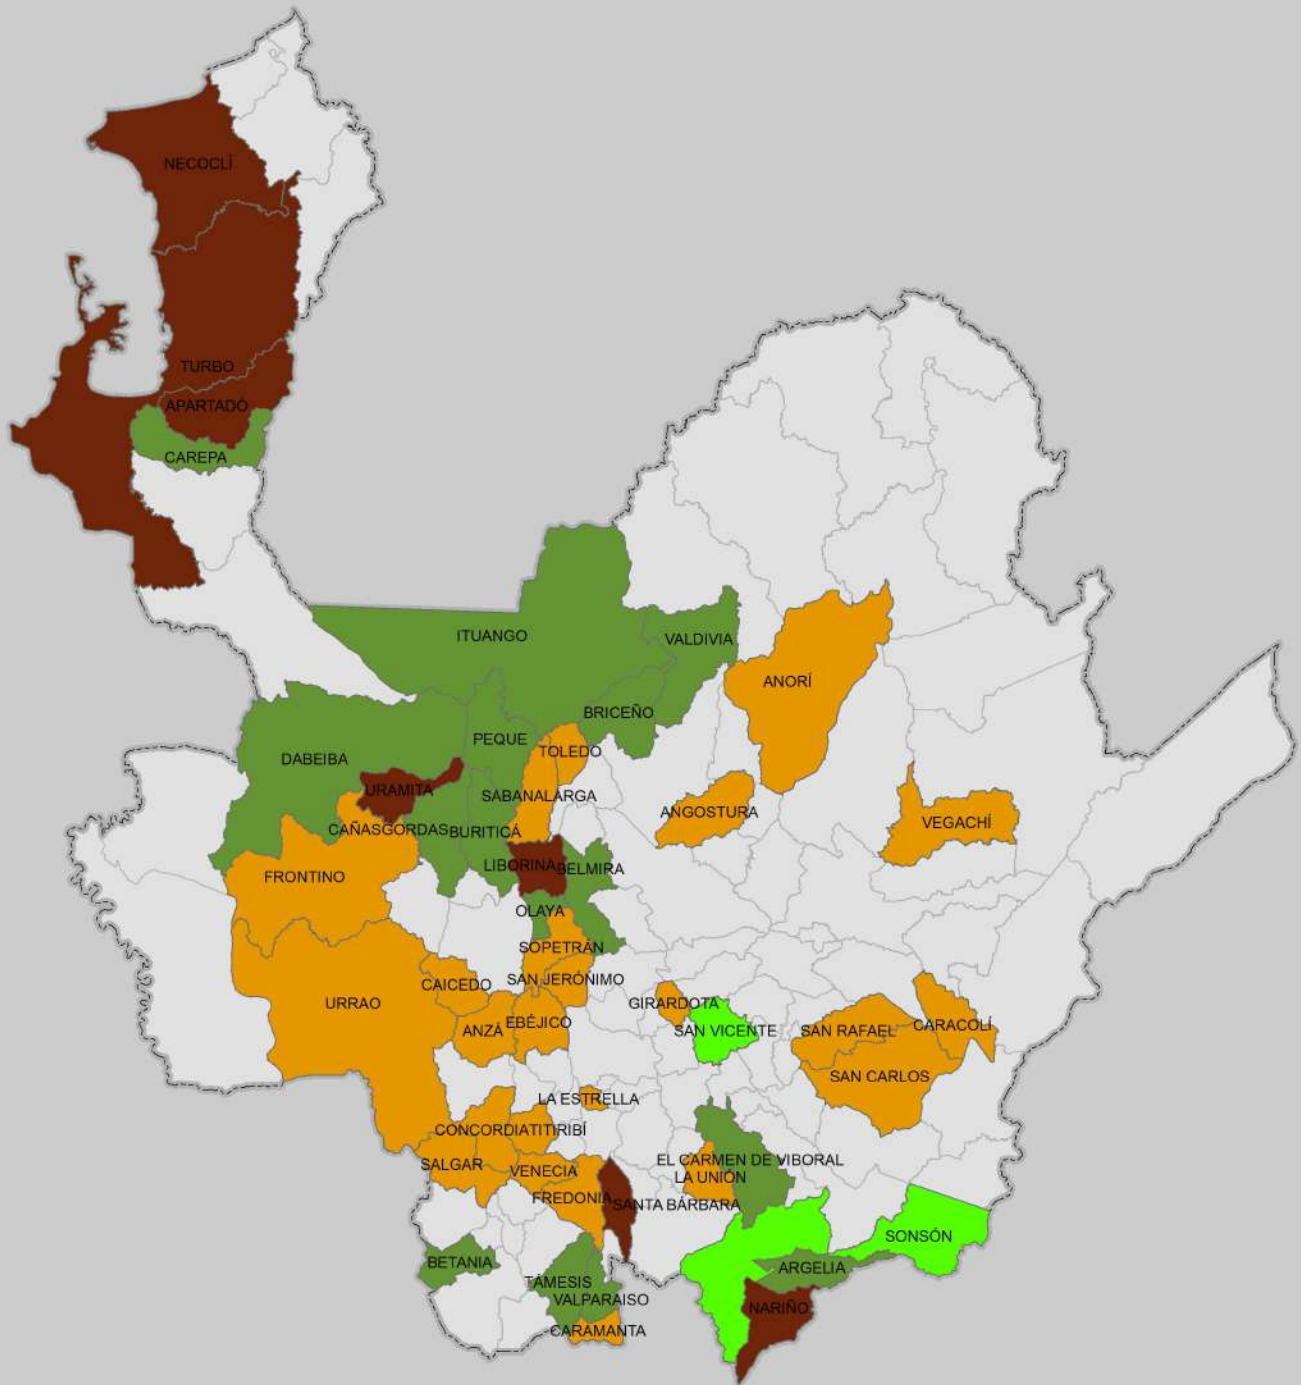 NECOCLÍ
TURBO
APARTADÓ
CAREPA
ITUANGO
VALDIVIA
ANORÍ
BRICEÑO
PEQUE
TOLEDO
DABEIBA
URAMITA
SABANALARGA
ANGOSTURA
VEGACHÍ
CAÑASGORDAS
BURITICÁ
LIBORINA
BELMIRA
FRONTINO
OLAYA
SOPETRÁN
SAN JERÓNIMO
CAICEDO
URRAO
GIRARDOTA
ANZÁ
EBÉJICO
SAN VICENTE
SAN RAFAEL
CARACOLÍ
SAN CARLOS
LA ESTRELLA
CONCORDIA
TITIRIBÍ
SALGAR
VENECIA
EL CARMEN DE VIBORAL
LA UNIÓN
FREDONIA
SANTA BÁRBARA
SONSÓN
BETANIA
ARGELIA
TÁMESIS
VALPARAISO
NARIÑO
CARAMANTA